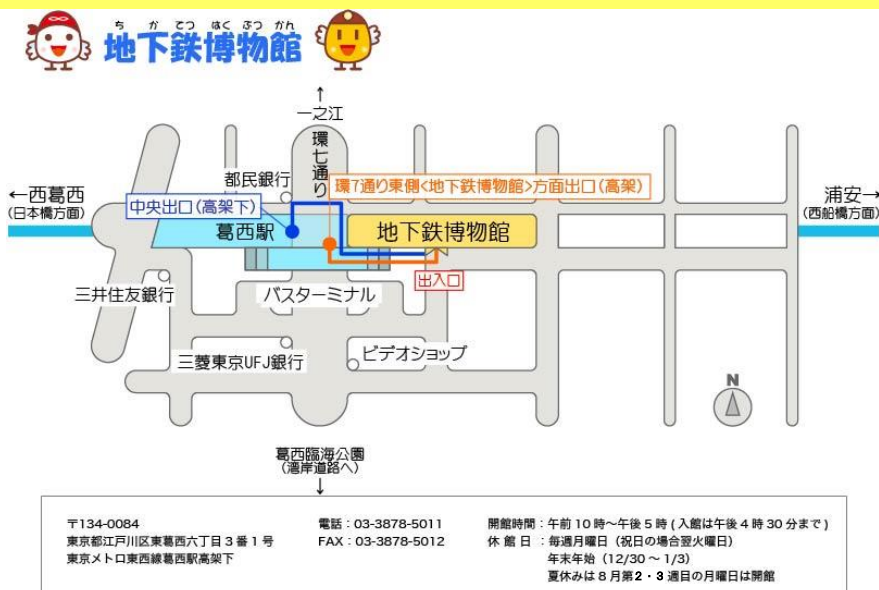 ちかてつはくぶつかん
地下鉄博物館
↑
一之江
環七通り
都民銀行
環7通り東側<地下鉄博物館>方面出口(高架)
←西葛西
(日本橋方面)
中央出口(高架下)
浦安→
(西船橋方面)
葛西駅
地下鉄博物館
出入口
三井住友銀行
バスターミナル
三菱東京UFJ銀行
ビデオショップ
N
葛西臨海公園
(湾岸道路へ)
↓
〒134-0084
東京都江戸川区東葛西六丁目3番1号
東京メトロ東西線葛西駅高架下
電話:03-3878-5011
FAX:03-3878-5012
開館時間:午前10時~午後5時(入館は午後4時30分まで)
休館日:毎週月曜日(祝日の場合翌火曜日)
年末年始(12/30~1/3)
夏休みは8月第2・3週目の月曜日は開館